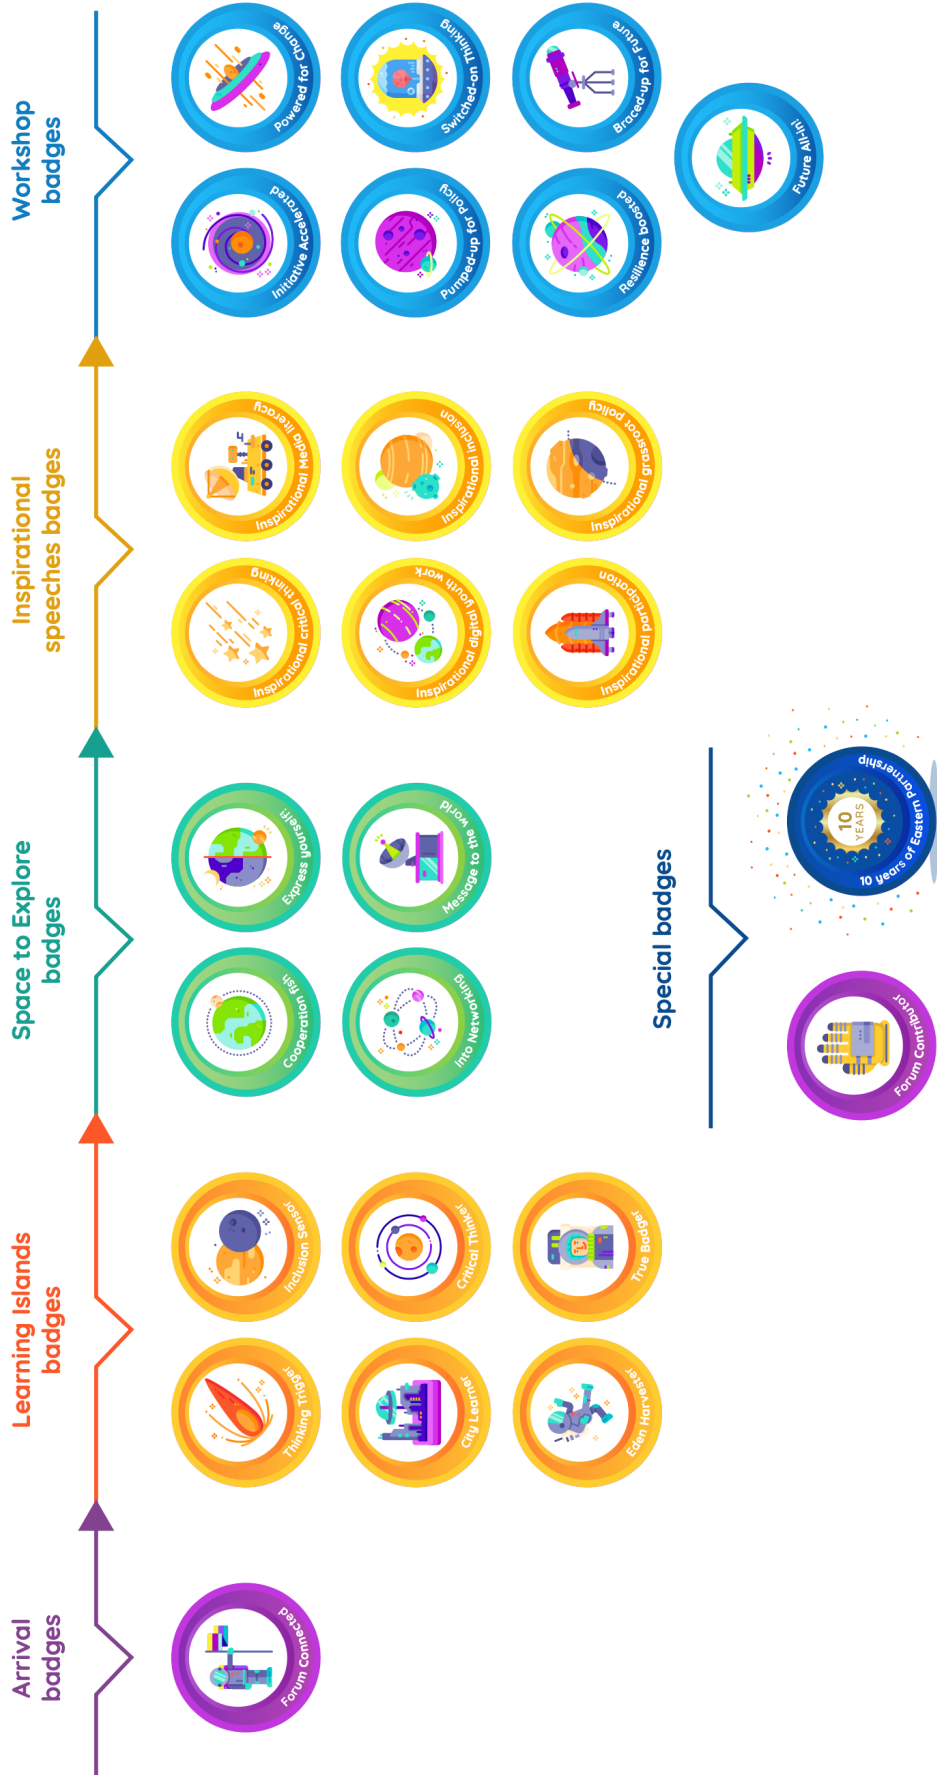 Arrival
badges
Forum Connected
Learning Islands
badges
Thinking Trigger
Inclusion Sensor
City Learner
Critical Thinker
Eden Harvester
True Badger
Space to Explore
badges
Cooperation fish
Express yourself!
Into Networking
Message to the world
Inspirational
speeches badges
Inspirational critical thinking
Inspirational Media literacy
Inspirational digital youth work
Inspirational inclusion
Inspirational participation
Inspirational grassroot policy
Workshop
badges
Initiative Accelerated
Powered for Change
Pumped-up for Policy
Switched-on Thinking
Resilience boosted
Braced-up for Future
Future All-in!
Special badges
Forum Contributor
10
YEARS
10 years of Eastern Partnership